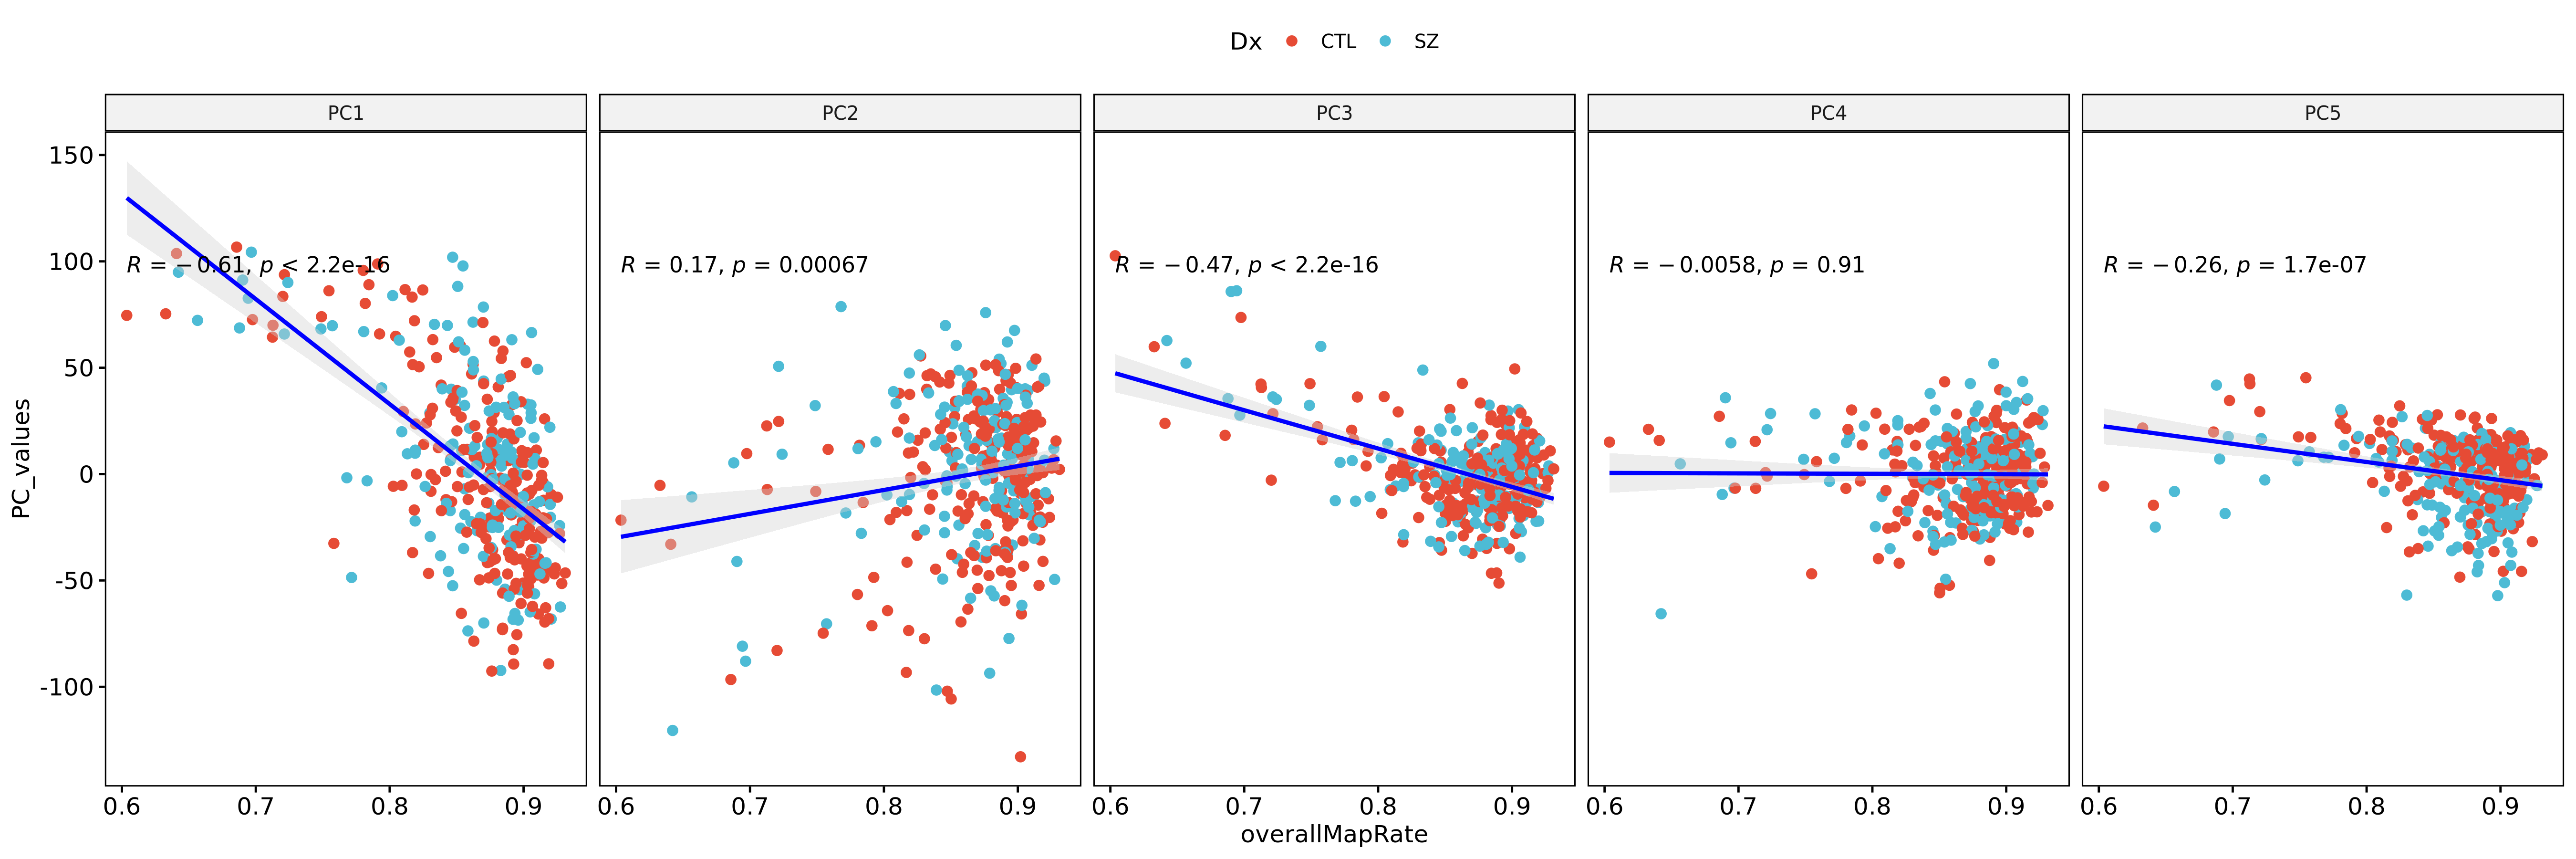 Dx CTL SZ
PC1 PC2 PC3 PC4 PC5
R = −0.61, p < 2.2e-16 R = 0.17, p = 0.00067 R = −0.47, p < 2.2e-16 R = −0.0058, p = 0.91 R = −0.26, p = 1.7e-07
150
100
50
0
-50
-100
PC_values
0.6 0.7 0.8 0.9 0.6 0.7 0.8 0.9 0.6 0.7 0.8 0.9 0.6 0.7 0.8 0.9 0.6 0.7 0.8 0.9
overallMapRate